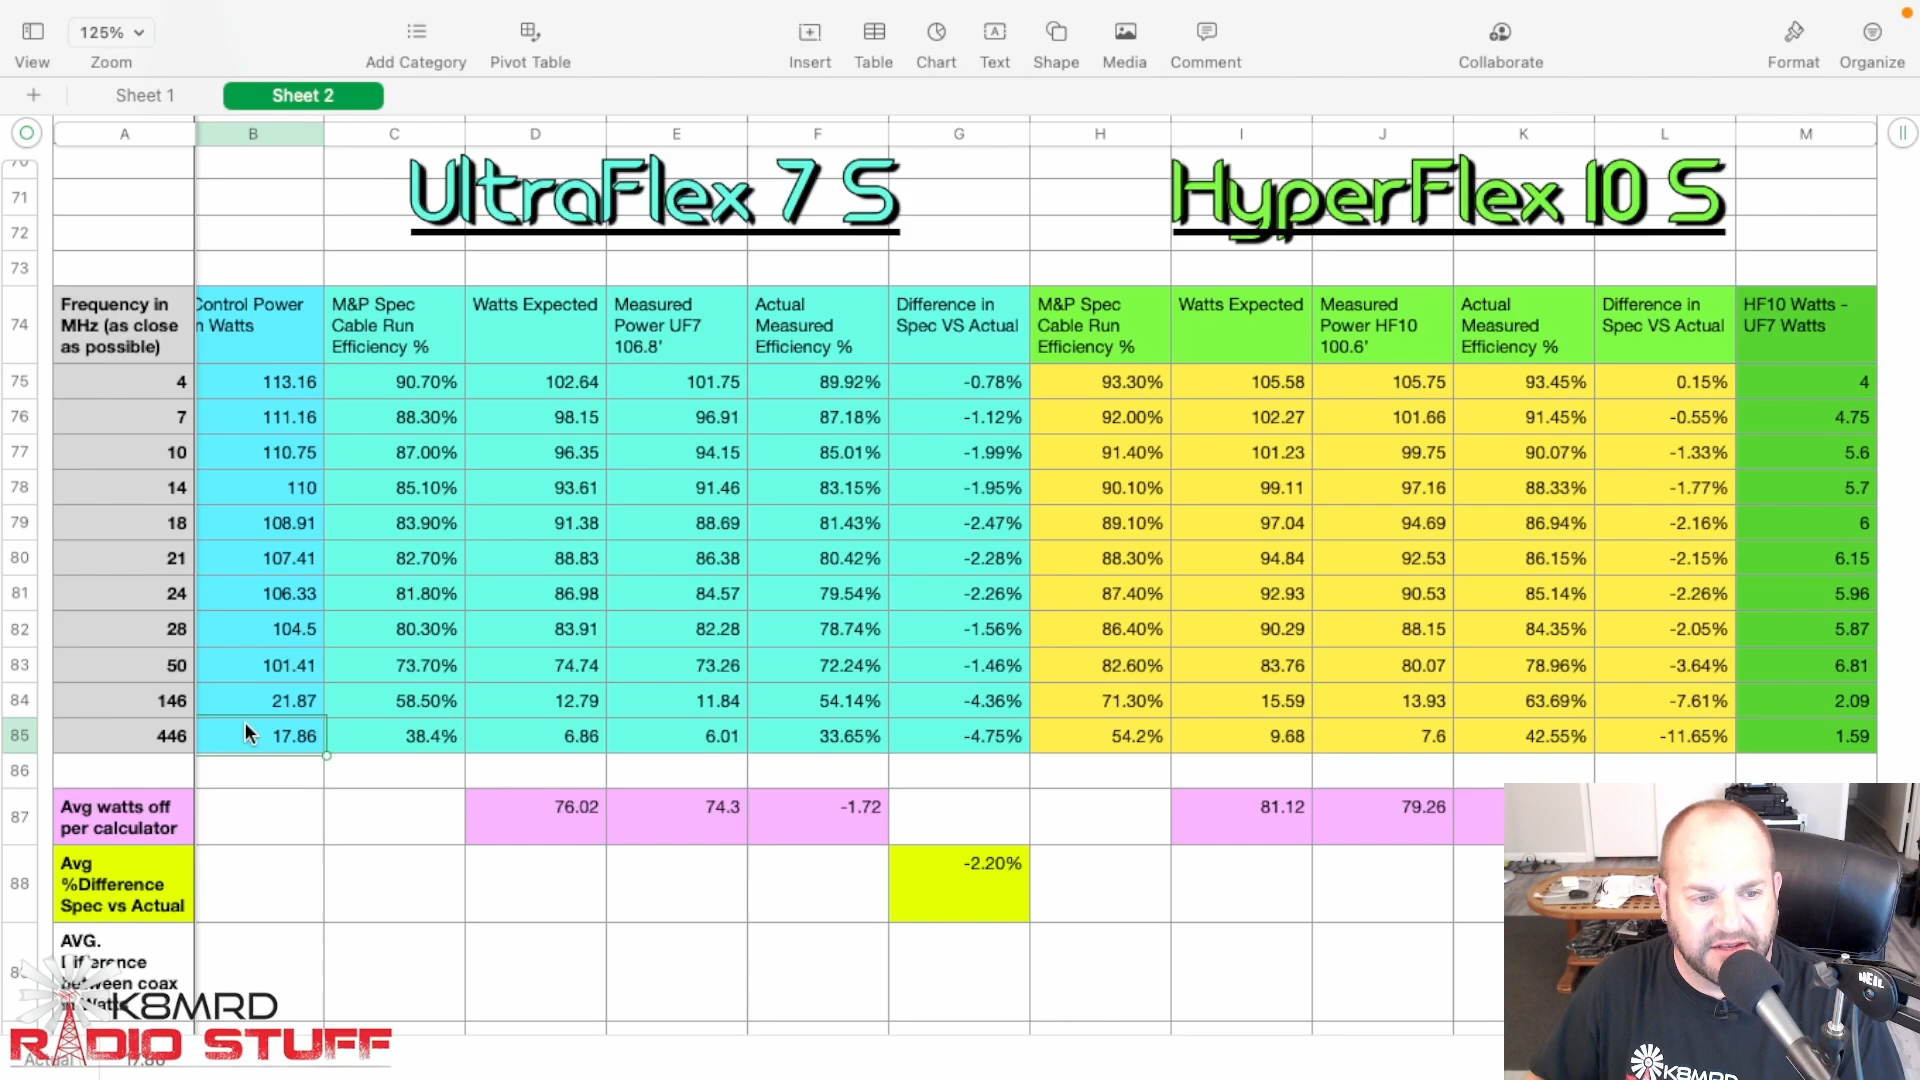 125%
View Zoom Add Category Pivot Table Insert Table Chart Text Shape Media Comment Collaborate Format Organize
+ Sheet 1 Sheet 2
A B C D E F G H I J K L M
71
72
73
UltraFlex 7 S HyperFlex 10 S
74
Frequency in
MHz (as close
as possible)
Control Power
n Watts
M&P Spec
Cable Run
Efficiency %
Watts Expected
Measured
Power UF7
106.8’
Actual
Measured
Efficiency %
Difference in
Spec VS Actual
M&P Spec
Cable Run
Efficiency %
Watts Expected
Measured
Power HF10
100.6’
Actual
Measured
Efficiency %
Difference in
Spec VS Actual
HF10 Watts -
UF7 Watts
75 4 113.16 90.70% 102.64 101.75 89.92% -0.78% 93.30% 105.58 105.75 93.45% 0.15% 4
76 7 111.16 88.30% 98.15 96.91 87.18% -1.12% 92.00% 102.27 101.66 91.45% -0.55% 4.75
77 10 110.75 87.00% 96.35 94.15 85.01% -1.99% 91.40% 101.23 99.75 90.07% -1.33% 5.6
78 14 110 85.10% 93.61 91.46 83.15% -1.95% 90.10% 99.11 97.16 88.33% -1.77% 5.7
79 18 108.91 83.90% 91.38 88.69 81.43% -2.47% 89.10% 97.04 94.69 86.94% -2.16% 6
80 21 107.41 82.70% 88.83 86.38 80.42% -2.28% 88.30% 94.84 92.53 86.15% -2.15% 6.15
81 24 106.33 81.80% 86.98 84.57 79.54% -2.26% 87.40% 92.93 90.53 85.14% -2.26% 5.96
82 28 104.5 80.30% 83.91 82.28 78.74% -1.56% 86.40% 90.29 88.15 84.35% -2.05% 5.87
83 50 101.41 73.70% 74.74 73.26 72.24% -1.46% 82.60% 83.76 80.07 78.96% -3.64% 6.81
84 146 21.87 58.50% 12.79 11.84 54.14% -4.36% 71.30% 15.59 13.93 63.69% -7.61% 2.09
85 446 17.86 38.4% 6.86 6.01 33.65% -4.75% 54.2% 9.68 7.6 42.55% -11.65% 1.59
86
87
Avg watts off
per calculator
76.02 74.3 -1.72 81.12 79.26
88
Avg
%Difference
Spec vs Actual
-2.20%
AVG.
Difference
between coax
K8MRD
RADIO STUFF
Actual 17.86
HEIL
K8MRD